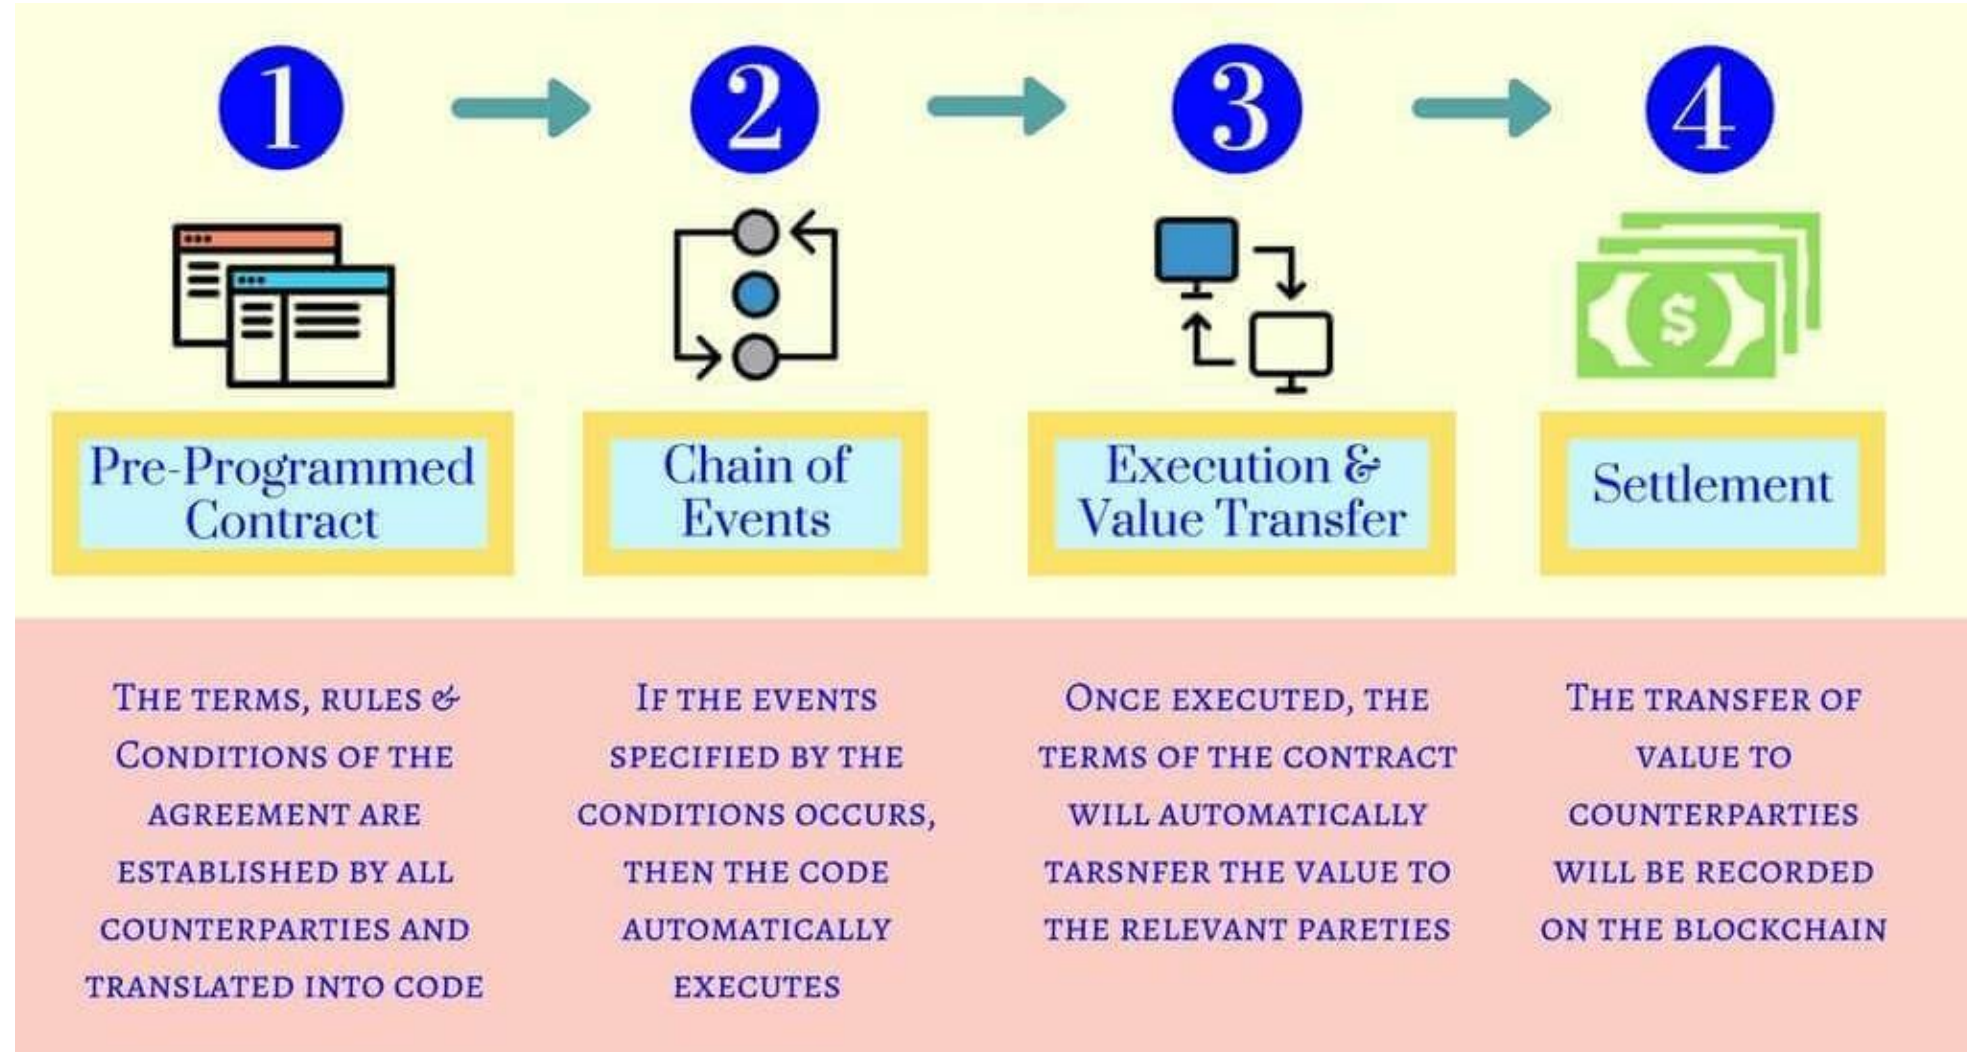 1
2
3
4
$
Pre-Programmed
Contract
Chain of
Events
Execution &
Value Transfer
Settlement
The terms, rules &
Conditions of the
agreement are
established by all
counterparties and
translated into code
If the events
specified by the
conditions occurs,
then the code
automatically
executes
Once executed, the
terms of the contract
will automatically
tarsnfer the value to
the relevant pareties
The transfer of
value to
counterparties
will be recorded
on the blockchain